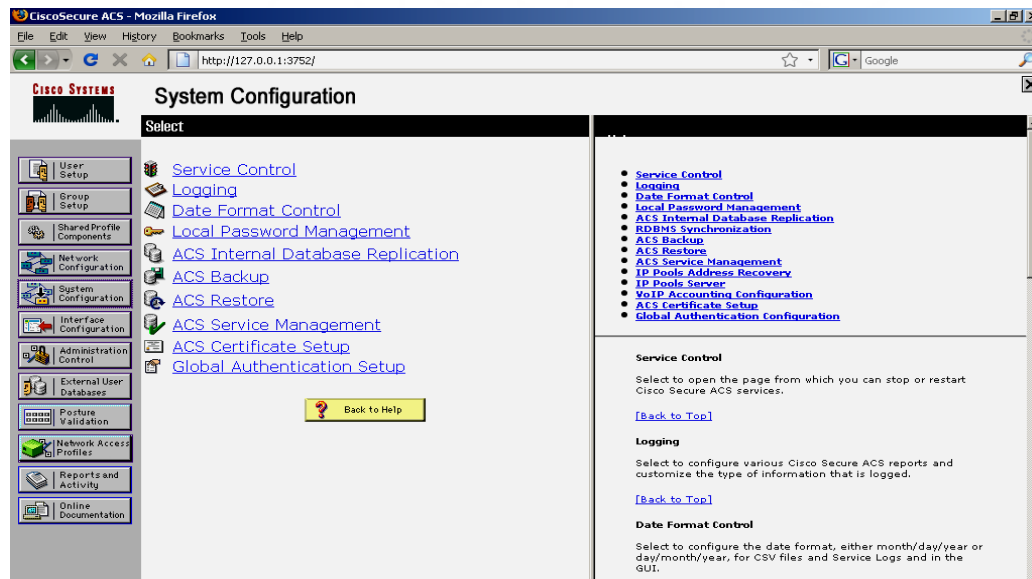 CiscoSecure ACS - Mozilla Firefox
File Edit View History Bookmarks Tools Help
http://127.0.0.1:3752/
G Google
CISCO SYSTEMS
System Configuration
Select
User Setup
Group Setup
Shared Profile Components
Network Configuration
System Configuration
Interface Configuration
Administration Control
External User Databases
Posture Validation
Network Access Profiles
Reports and Activity
Online Documentation
Service Control
Logging
Date Format Control
Local Password Management
ACS Internal Database Replication
ACS Backup
ACS Restore
ACS Service Management
ACS Certificate Setup
Global Authentication Setup
Back to Help
Service Control
Logging
Date Format Control
Local Password Management
ACS Internal Database Replication
RDBMS Synchronization
ACS Backup
ACS Restore
ACS Service Management
IP Pools Address Recovery
IP Pools Server
VoIP Accounting Configuration
ACS Certificate Setup
Global Authentication Configuration
Service Control
Select to open the page from which you can stop or restart
Cisco Secure ACS services.
[Back to Top]
Logging
Select to configure various Cisco Secure ACS reports and
customize the type of information that is logged.
[Back to Top]
Date Format Control
Select to configure the date format, either month/day/year or
day/month/year, for CSV files and Service Logs and in the
GUI.